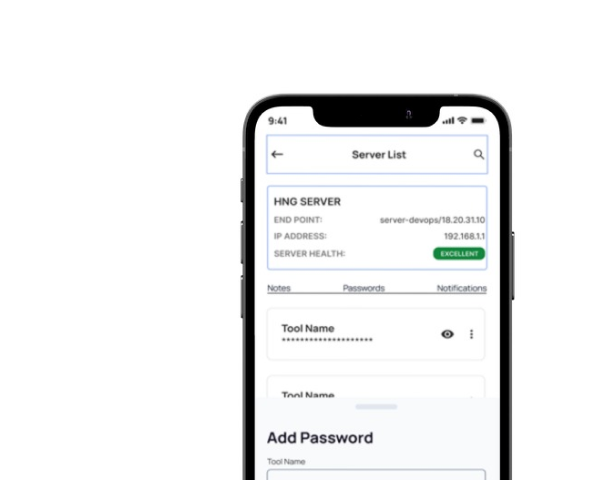 9:41
Server List
HNG SERVER
END POINT: server-devops/18.20.31.10
IP ADDRESS: 192.168.1.1
SERVER HEALTH: EXCELLENT
Notes Passwords Notifications
Tool Name
********************
Tool Name
Add Password
Tool Name